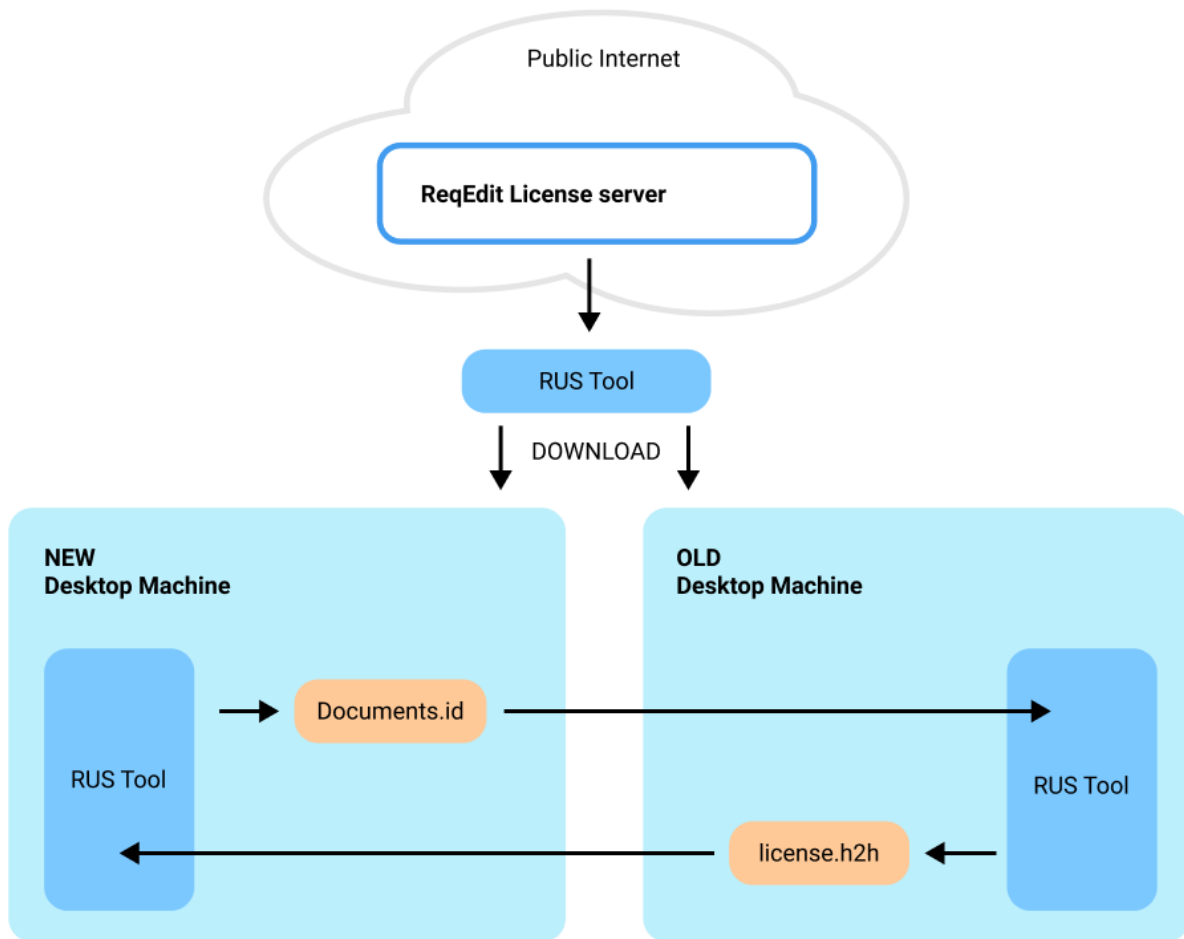 Public Internet
ReqEdit License server
RUS Tool
DOWNLOAD
NEW
Desktop Machine
OLD
Desktop Machine
Documents.id
RUS Tool
RUS Tool
license.h2h